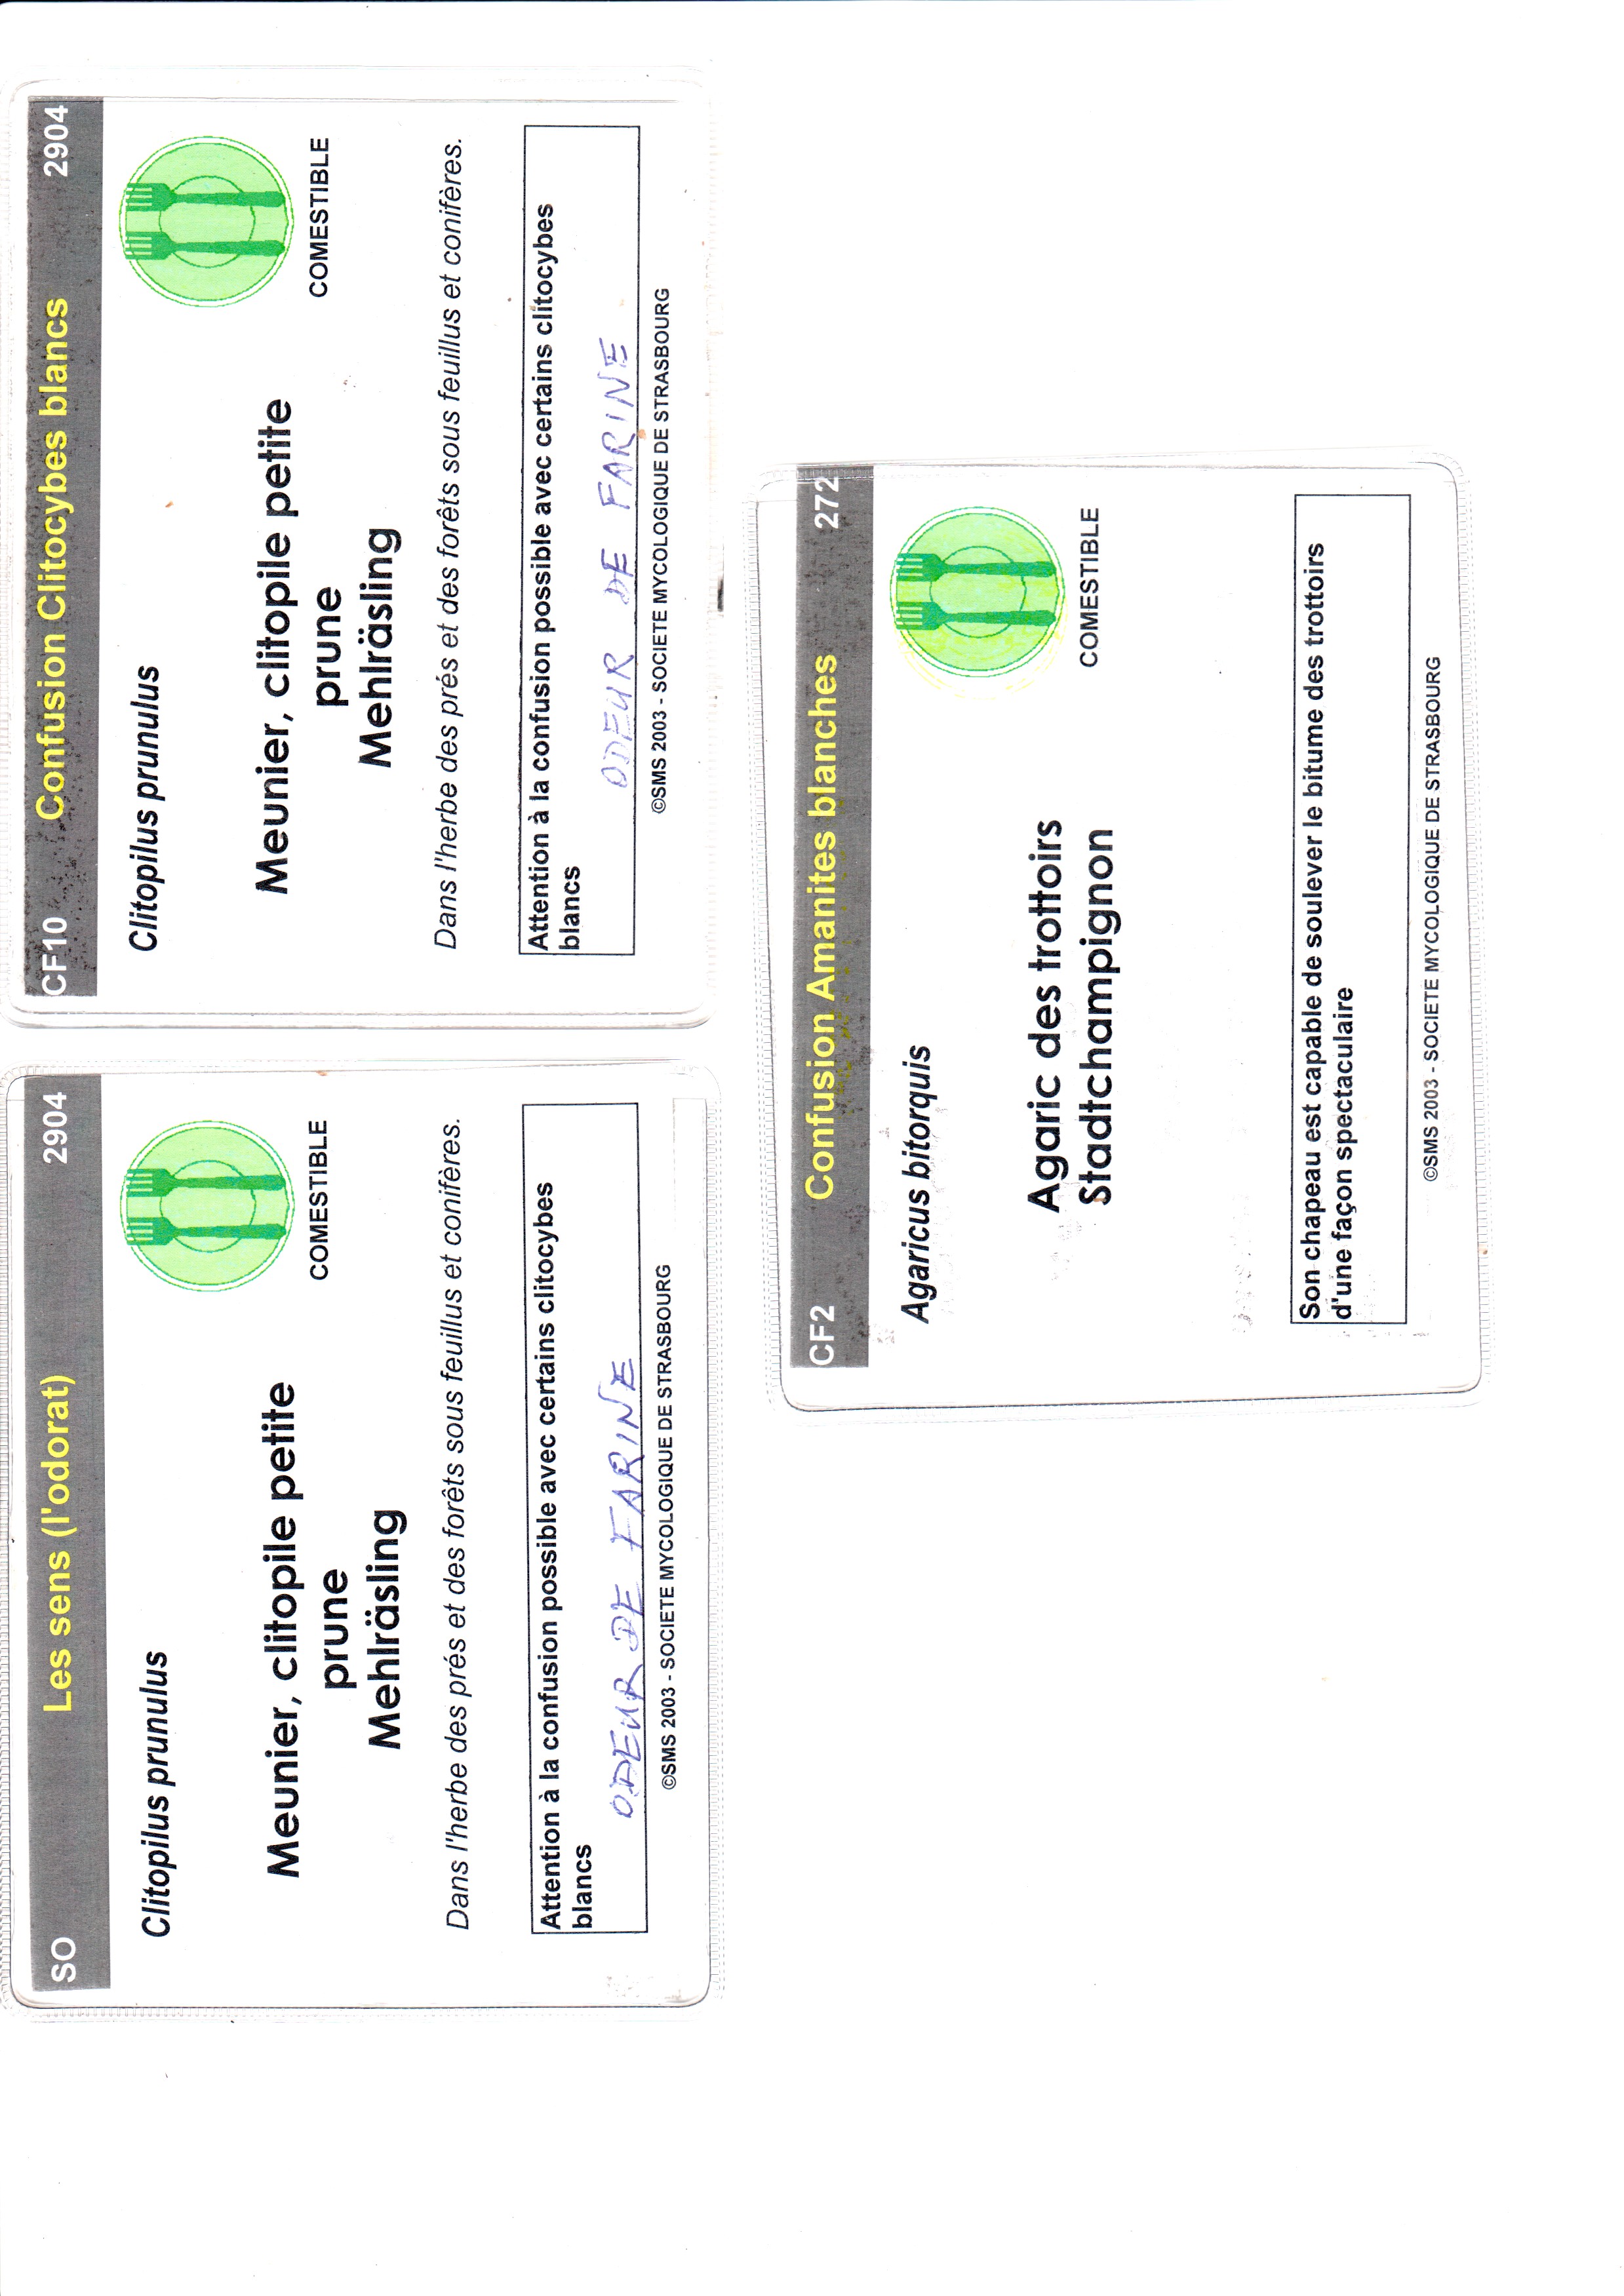 SO Les sens (l'odorat) 2904
Clitopilus prunulus
COMESTIBLE
Meunier, clitopile petite
prune
Mehlräsling
Dans l'herbe des prés et des forêts sous feuillus et conifères.
Attention à la confusion possible avec certains clitocybes
blancs
ODEUR DE FARINE
©SMS 2003 - SOCIETE MYCOLOGIQUE DE STRASBOURG
CF10 Confusion Clitocybes blancs 2904
Clitopilus prunulus
COMESTIBLE
Meunier, clitopile petite
prune
Mehlräsling
Dans l'herbe des prés et des forêts sous feuillus et conifères.
Attention à la confusion possible avec certains clitocybes
blancs
ODEUR DE FARINE
©SMS 2003 - SOCIETE MYCOLOGIQUE DE STRASBOURG
CF2 Confusion Amanites blanches 272
Agaricus bitorquis
COMESTIBLE
Agaric des trottoirs
Stadtchampignon
Son chapeau est capable de soulever le bitume des trottoirs
d'une façon spectaculaire
©SMS 2003 - SOCIETE MYCOLOGIQUE DE STRASBOURG